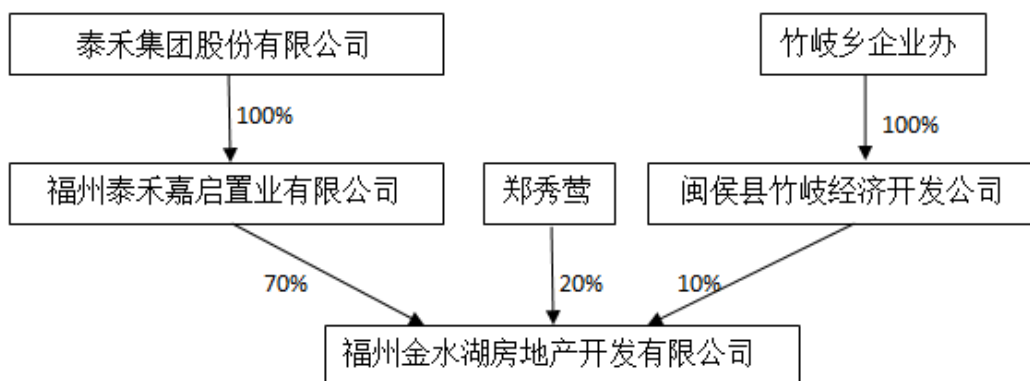 泰禾集团股份有限公司
竹岐乡企业办
100%
100%
福州泰禾嘉启置业有限公司
郑秀莺
闽侯县竹岐经济开发公司
70%
20%
10%
福州金水湖房地产开发有限公司